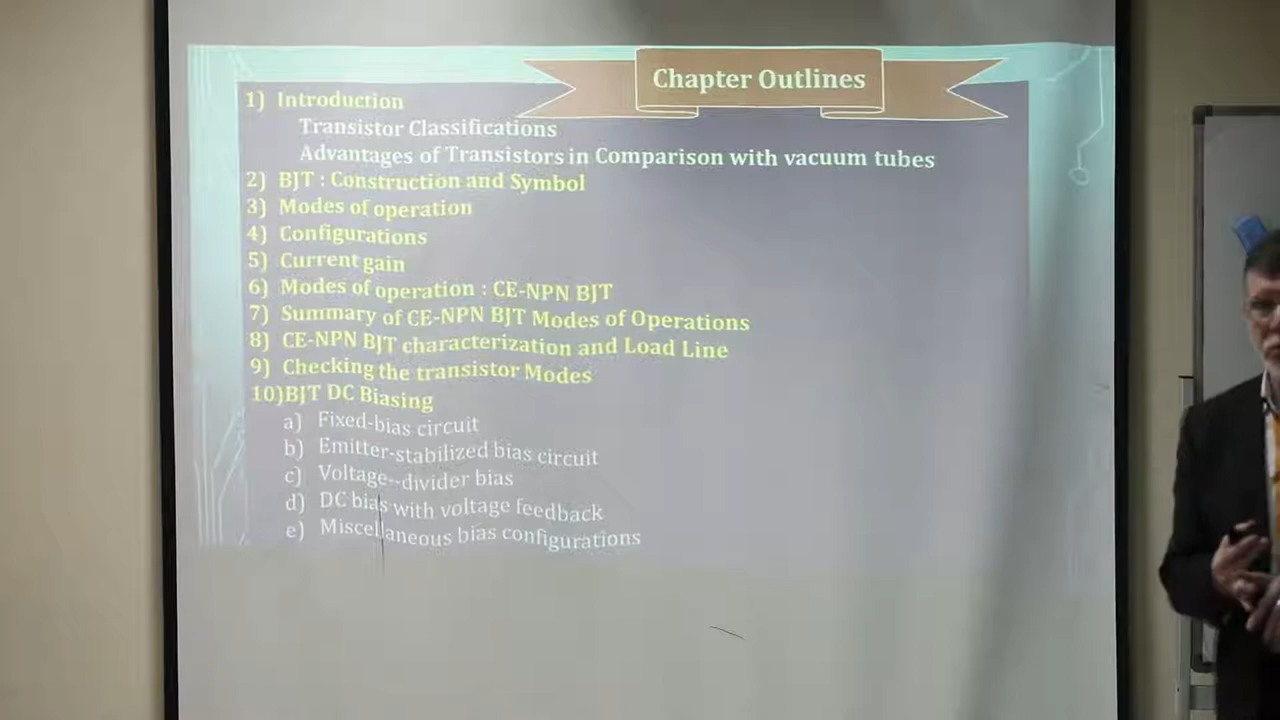 Chapter Outlines
1) Introduction
Transistor Classifications
Advantages of Transistors in Comparison with vacuum tubes
2) BJT : Construction and Symbol
3) Modes of operation
4) Configurations
5) Current gain
6) Modes of operation : CE-NPN BJT
7) Summary of CE-NPN BJT Modes of Operations
8) CE-NPN BJT characterization and Load Line
9) Checking the transistor Modes
10)BJT DC Biasing
a) Fixed-bias circuit
b) Emitter-stabilized bias circuit
c) Voltage--divider bias
d) DC bias with voltage feedback
e) Miscellaneous bias configurations